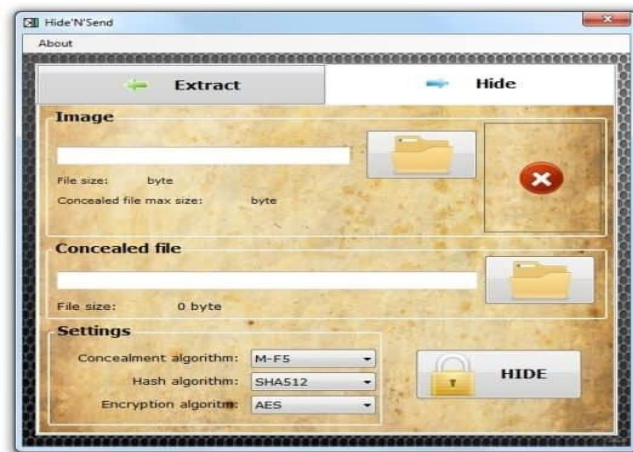 Hide'N'Send
About
Extract Hide
Image
File size: byte
Concealed file max size: byte
Concealed file
File size: 0 byte
Settings
Concealment algorithm: M-F5
Hash algorithm: SHA512
Encryption algoritm: AES
HIDE